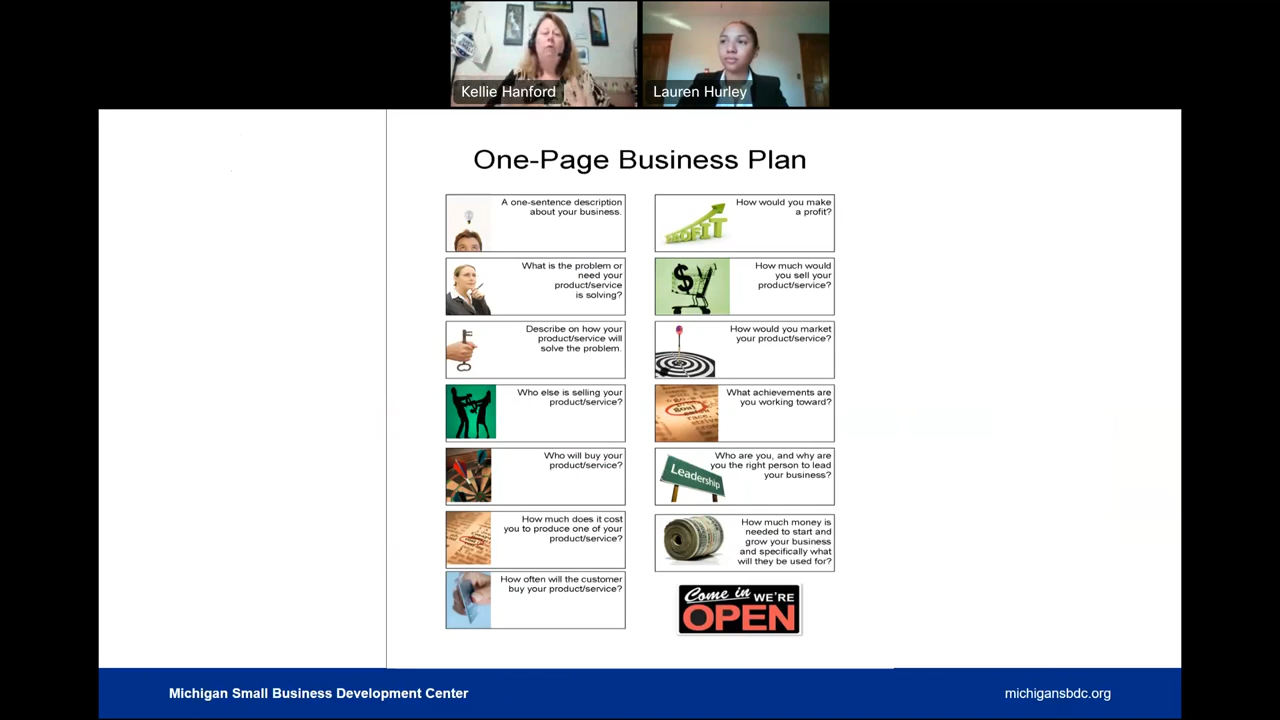 Kellie Hanford
Lauren Hurley
One-Page Business Plan
A one-sentence description
about your business.
What is the problem or
need your
product/service
is solving?
Describe on how your
product/service will
solve the problem.
Who else is selling your
product/service?
Who will buy your
product/service?
How much does it cost
you to produce one of your
product/service?
How often will the customer
buy your product/service?
PROFIT
How would you make
a profit?
$
How much would
you sell your
product/service?
How would you market
your product/service?
goal
What achievements are
you working toward?
Leadership
Who are you, and why are
you the right person to lead
your business?
How much money is
needed to start and
grow your business
and specifically what
will they be used for?
Come in WE'RE
OPEN
Michigan Small Business Development Center
michigansbdc.org